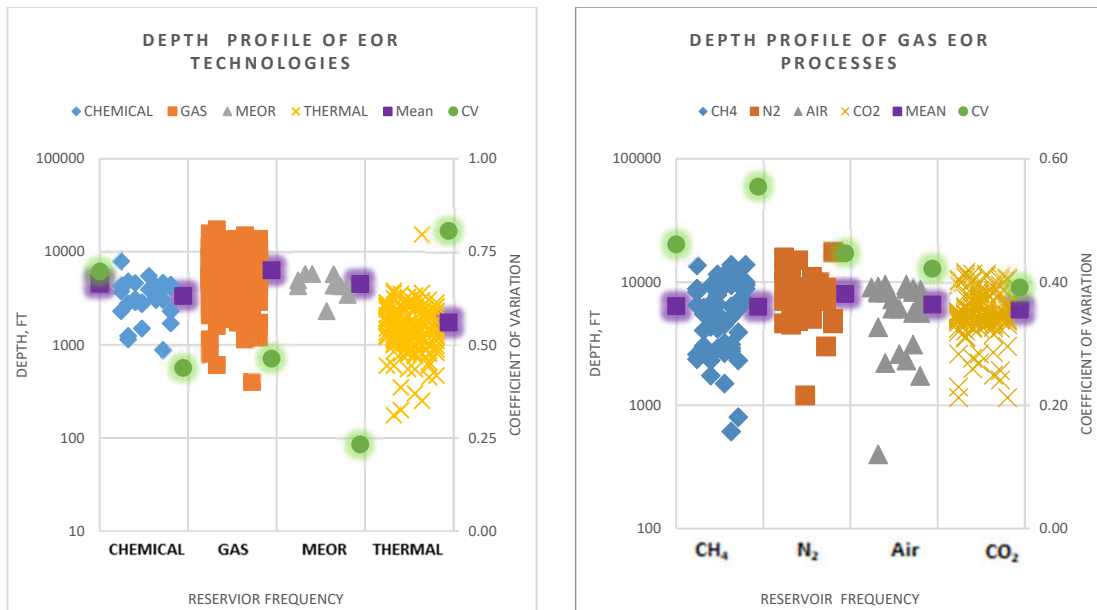 DEPTH PROFILE OF EOR
TECHNOLOGIES
CHEMICAL GAS MEOR THERMAL Mean CV
100000
10000
1000
100
10
1.00
0.75
0.50
0.25
0.00
DEPTH, FT
COEFFICIENT OF VARIATION
CHEMICAL GAS MEOR THERMAL
RESERVIOR FREQUENCY
DEPTH PROFILE OF GAS EOR
PROCESSES
CH4 N2 AIR CO2 MEAN CV
100000
10000
1000
100
0.60
0.40
0.20
0.00
DEPTH, FT
COEFFICIENT OF VARIATION
CH₄ N₂ Air CO₂
RESERVOIR FREQUENCY